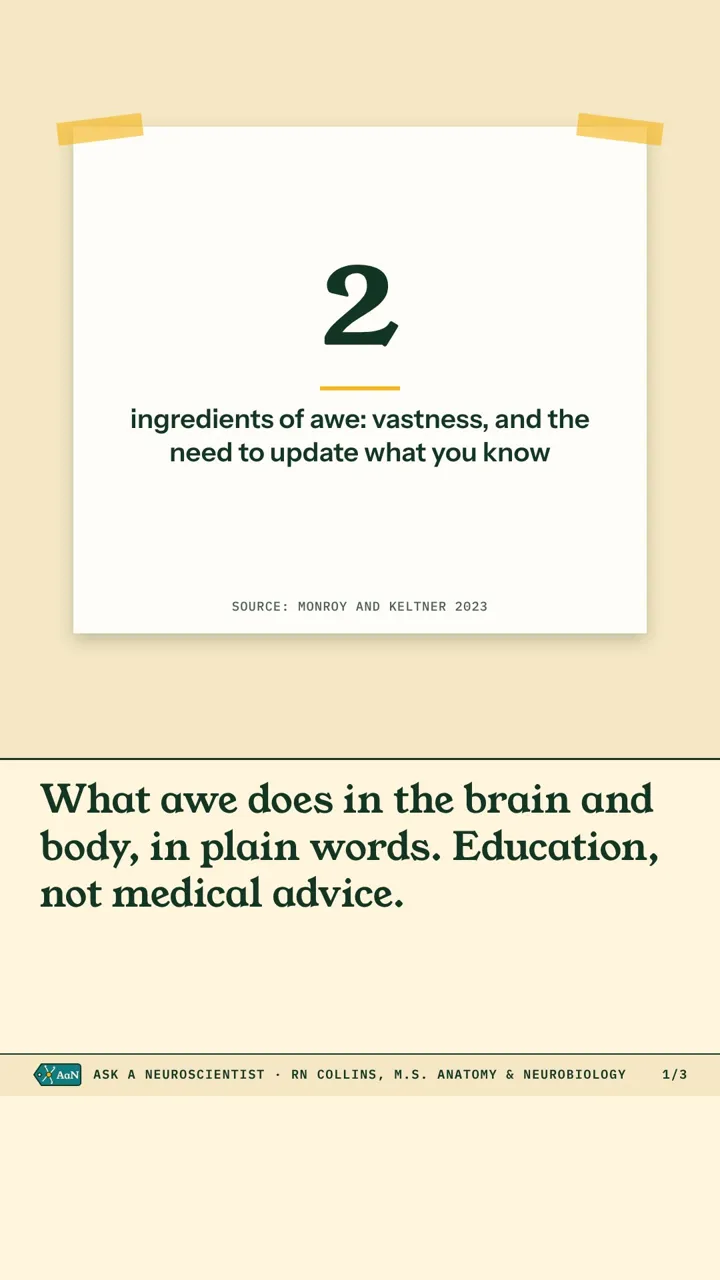 2
ingredients of awe: vastness, and the
need to update what you know
SOURCE: MONROY AND KELTNER 2023
What awe does in the brain and
body, in plain words. Education,
not medical advice.
AaN ASK A NEUROSCIENTIST · RN COLLINS, M.S. ANATOMY & NEUROBIOLOGY 1/3